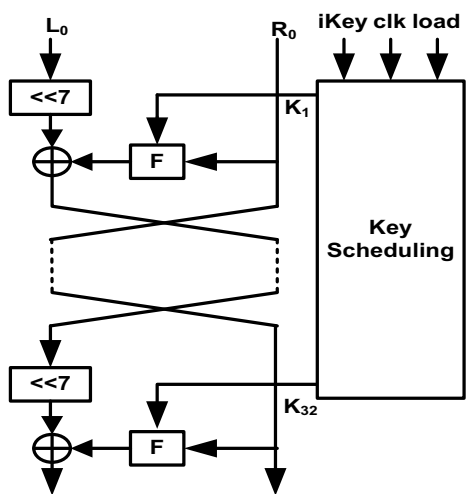 L₀
R₀
iKey clk load
<<7
K₁
F
Key
Scheduling
<<7
K₃₂
F